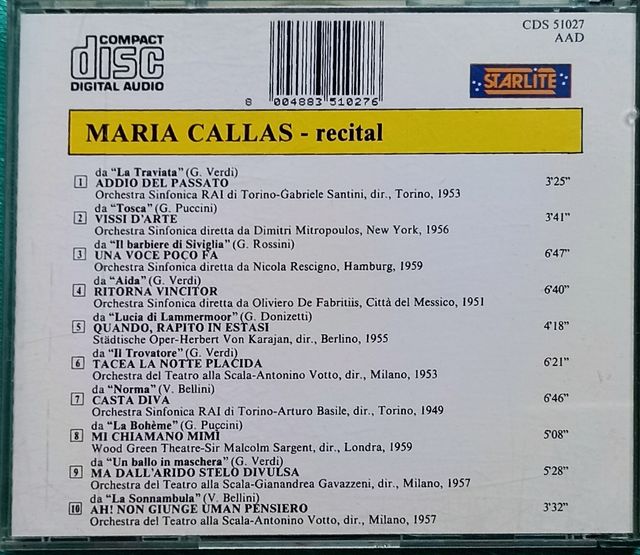 COMPACT
disc
DIGITAL AUDIO
CDS 51027
AAD
8 004883 510276
STARLITE
MARIA CALLAS - recital
da "La Traviata" (G. Verdi)
1 ADDIO DEL PASSATO 3'25"
Orchestra Sinfonica RAI di Torino-Gabriele Santini, dir., Torino, 1953
da "Tosca" (G. Puccini)
2 VISSI D'ARTE 3'41"
Orchestra Sinfonica diretta da Dimitri Mitropoulos, New York, 1956
da "Il barbiere di Siviglia" (G. Rossini)
3 UNA VOCE POCO FA 6'47"
Orchestra Sinfonica diretta da Nicola Rescigno, Hamburg, 1959
da "Aida" (G. Verdi)
4 RITORNA VINCITOR 6'40"
Orchestra Sinfonica diretta da Oliviero De Fabritiis, Città del Messico, 1951
da "Lucia di Lammermoor" (G. Donizetti)
5 QUANDO, RAPITO IN ESTASI 4'18"
Städtische Oper-Herbert Von Karajan, dir., Berlino, 1955
da "Il Trovatore" (G. Verdi)
6 TACEA LA NOTTE PLACIDA 6'21"
Orchestra del Teatro alla Scala-Antonino Votto, dir., Milano, 1953
da "Norma" (V. Bellini)
7 CASTA DIVA 6'46"
Orchestra Sinfonica RAI di Torino-Arturo Basile, dir., Torino, 1949
da "La Bohème" (G. Puccini)
8 MI CHIAMANO MIMÌ 5'08"
Wood Green Theatre-Sir Malcolm Sargent, dir., Londra, 1959
da "Un ballo in maschera" (G. Verdi)
9 MA DALL'ARIDO STELO DIVULSA 5'28"
Orchestra del Teatro alla Scala-Gianandrea Gavazzeni, dir., Milano, 1957
da "La Sonnambula" (V. Bellini)
10 AH! NON GIUNGE UMAN PENSIERO 3'32"
Orchestra del Teatro alla Scala-Antonino Votto, dir., Milano, 1957